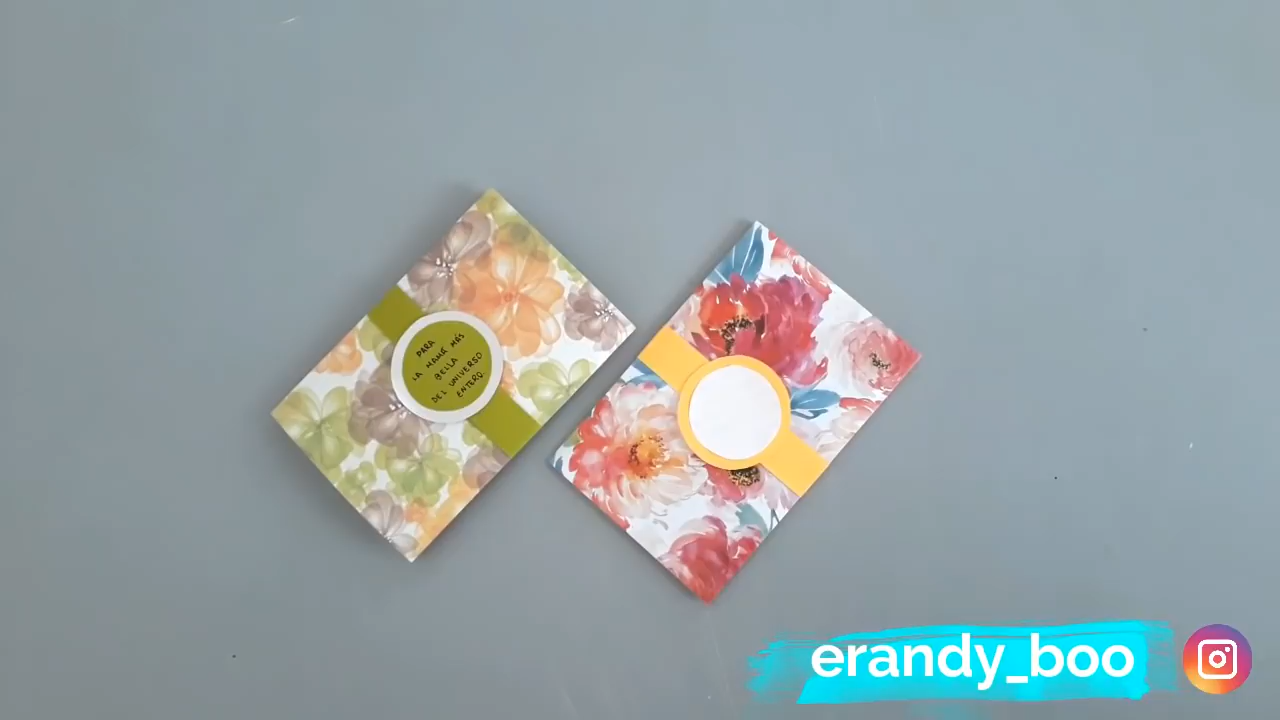 PARA
LA MAMÁ MÁS
BELLA
DEL UNIVERSO
ENTERO.
erandy_boo